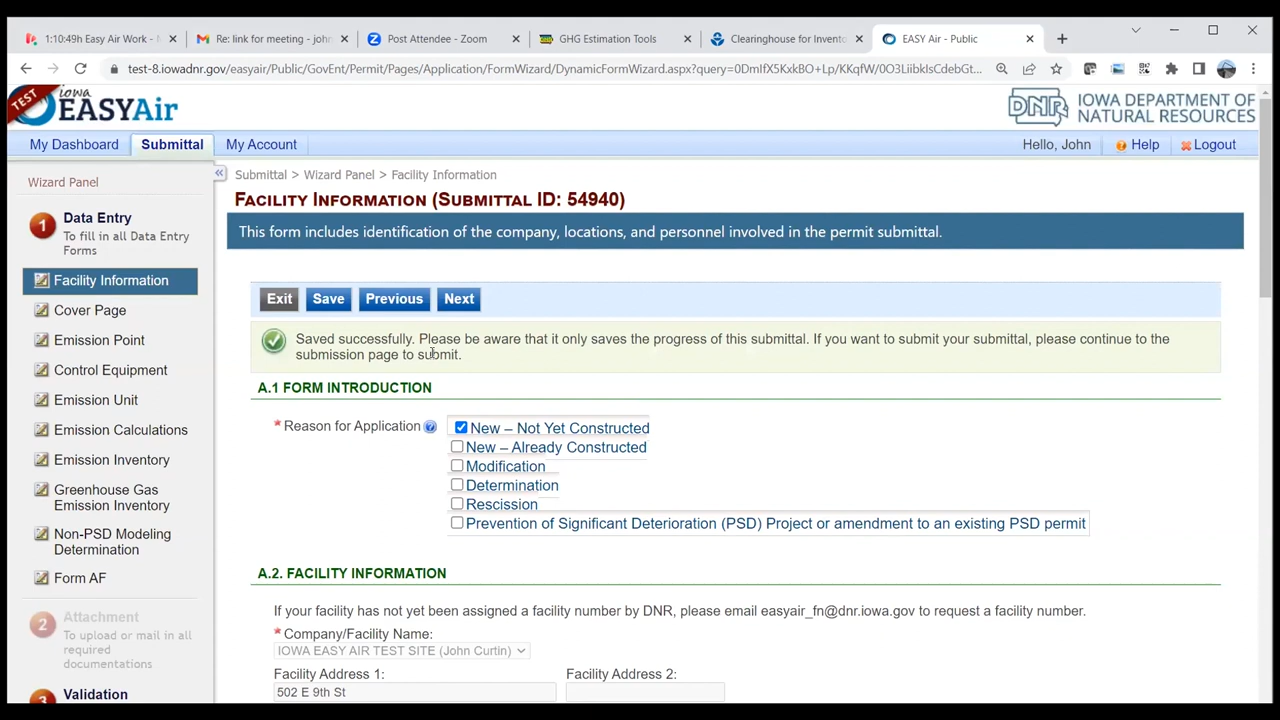 1:10:49h Easy Air Work -
Re: link for meeting - john
Post Attendee - Zoom
GHG Estimation Tools
Clearinghouse for Invento
EASY Air - Public
test-8.iowadnr.gov/easyair/Public/GovEnt/Permit/Pages/Application/FormWizard/DynamicFormWizard.aspx?query=0DmIfX5KxkBO+Lp/KKqfW/0O3LiibkIsCdebGt...
TEST
iowa
EASYAir
DNR
IOWA DEPARTMENT OF
NATURAL RESOURCES
My Dashboard
Submittal
My Account
Hello, John
Help
Logout
Wizard Panel
1
Data Entry
To fill in all Data Entry
Forms
Facility Information
Cover Page
Emission Point
Control Equipment
Emission Unit
Emission Calculations
Emission Inventory
Greenhouse Gas
Emission Inventory
Non-PSD Modeling
Determination
Form AF
2
Attachment
To upload or mail in all
required
documentations
3
Validation
Submittal > Wizard Panel > Facility Information
FACILITY INFORMATION (SUBMITTAL ID: 54940)
This form includes identification of the company, locations, and personnel involved in the permit submittal.
Exit
Save
Previous
Next
Saved successfully. Please be aware that it only saves the progress of this submittal. If you want to submit your submittal, please continue to the
submission page to submit.
A.1 FORM INTRODUCTION
* Reason for Application
New – Not Yet Constructed
New – Already Constructed
Modification
Determination
Rescission
Prevention of Significant Deterioration (PSD) Project or amendment to an existing PSD permit
A.2. FACILITY INFORMATION
If your facility has not yet been assigned a facility number by DNR, please email easyair_fn@dnr.iowa.gov to request a facility number.
* Company/Facility Name:
IOWA EASY AIR TEST SITE (John Curtin)
Facility Address 1:
Facility Address 2:
502 E 9th St